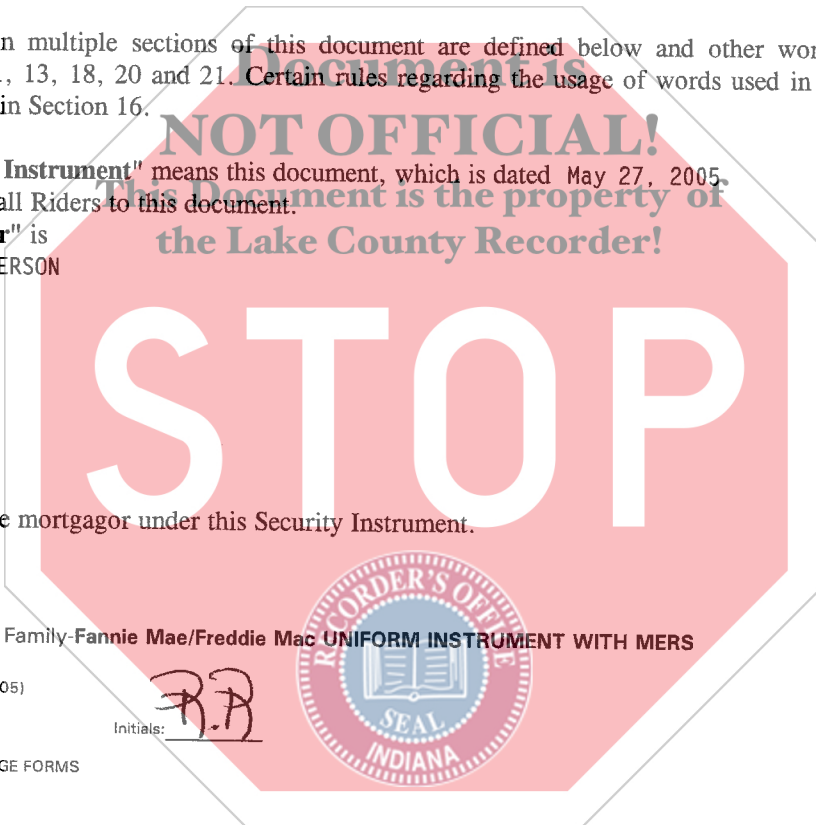 n multiple sections of this document are defined below and other wor
, 13, 18, 20 and 21. Certain rules regarding the usage of words used in
in Section 16.
Document is
NOT OFFICIAL!
This Document is the property of
the Lake County Recorder!
Instrument" means this document, which is dated May 27, 2005,
all Riders to this document.
r" is
ERSON
STOP
e mortgagor under this Security Instrument.
Family-Fannie Mae/Freddie Mac UNIFORM INSTRUMENT WITH MERS
05)
Initials: R.R
GE FORMS
RECORDER'S OFFICE
SEAL
INDIANA